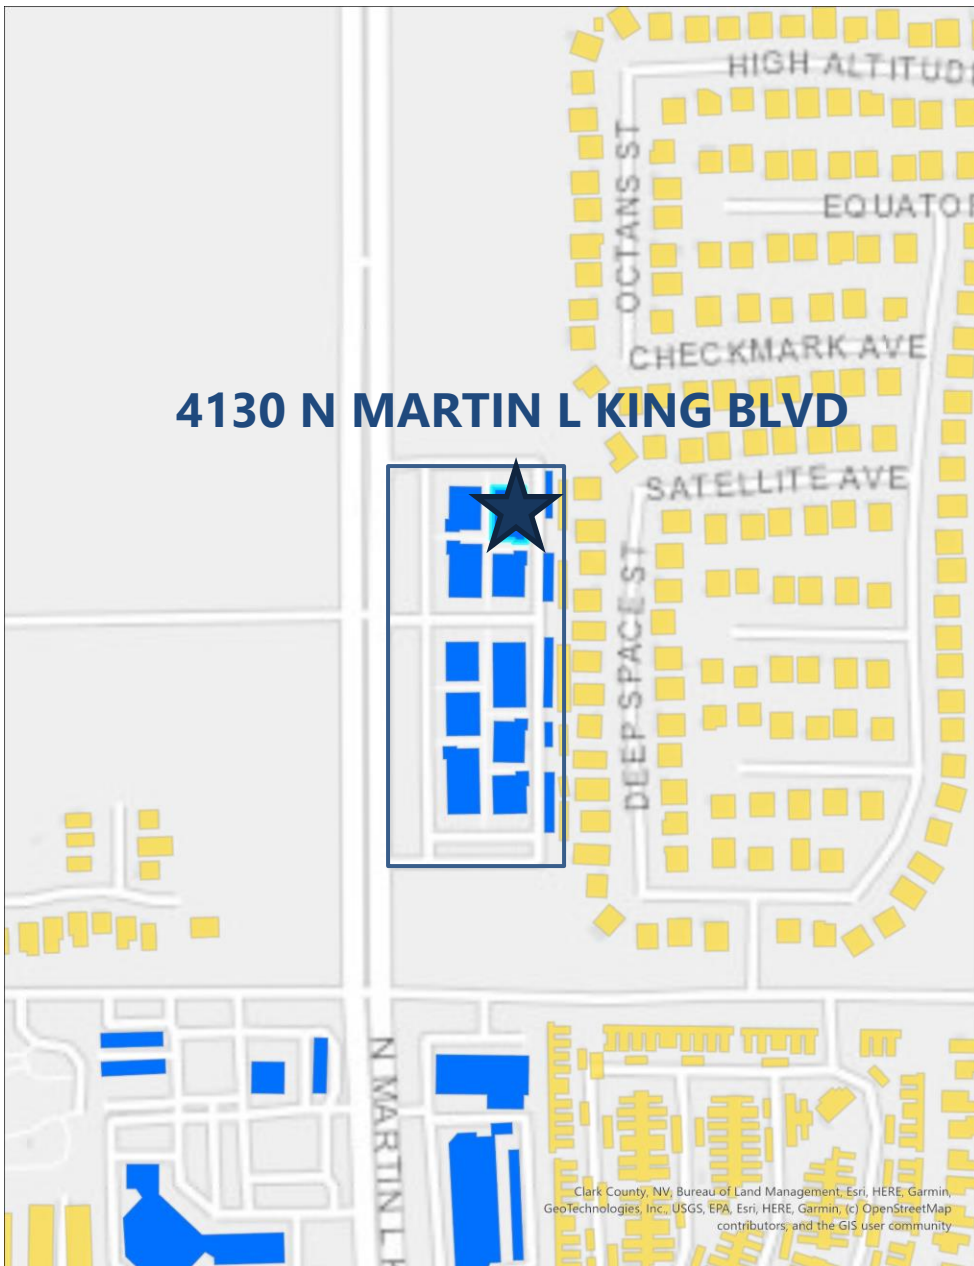 HIGH ALTITUD
OCTANS ST
EQUATO
CHECKMARK AVE
4130 N MARTIN L KING BLVD
SATELLITE AVE
DEEP SPACE ST
N MARTIN L
Clark County, NV, Bureau of Land Management, Esri, HERE, Garmin,
GeoTechnologies, Inc., USGS, EPA, Esri, HERE, Garmin, (c) OpenStreetMap
contributors, and the GIS user community